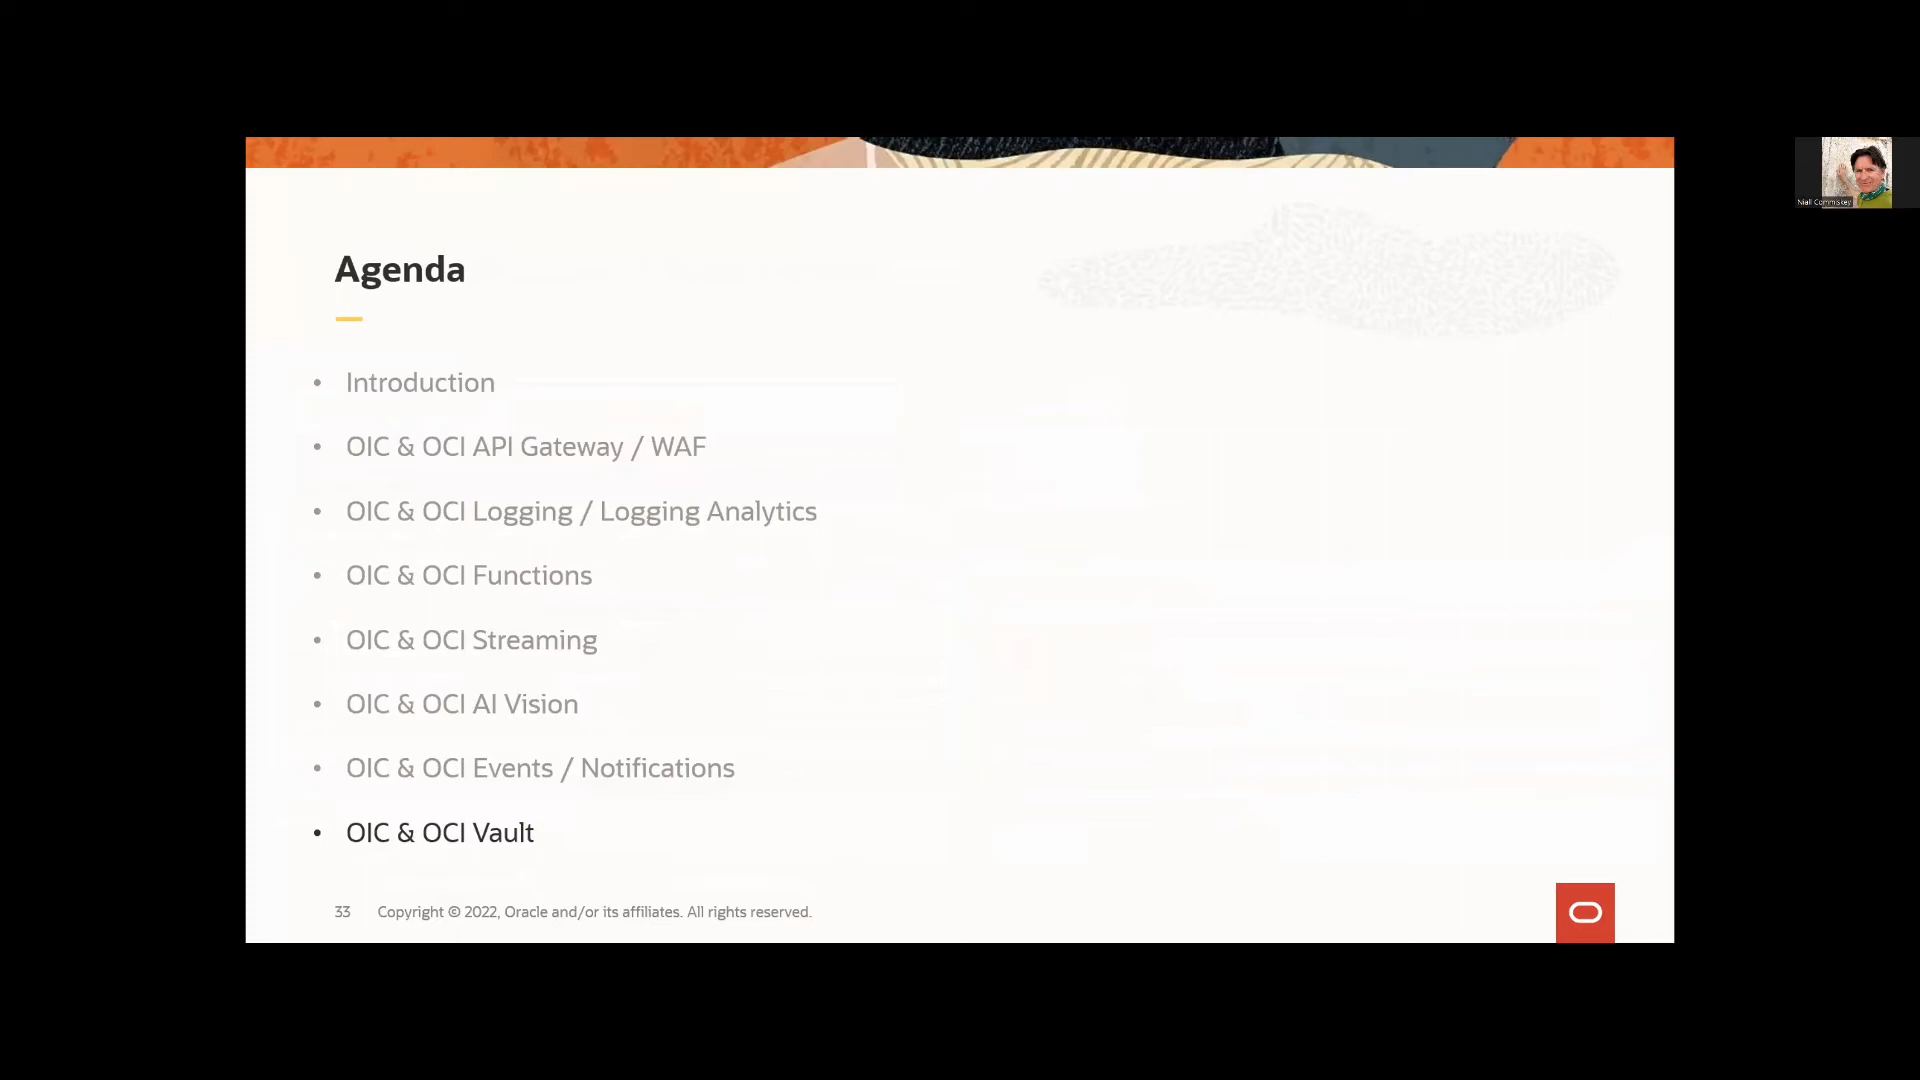 Agenda
• Introduction
• OIC & OCI API Gateway / WAF
• OIC & OCI Logging / Logging Analytics
• OIC & OCI Functions
• OIC & OCI Streaming
• OIC & OCI AI Vision
• OIC & OCI Events / Notifications
• OIC & OCI Vault
33 Copyright © 2022, Oracle and/or its affiliates. All rights reserved.
Niall Commiskey